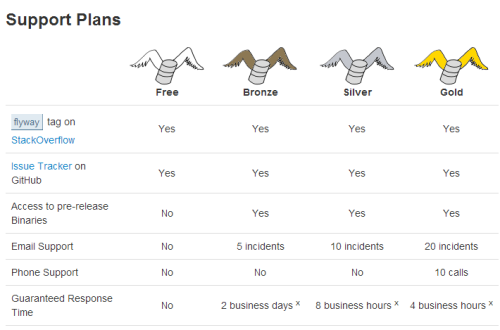 Support Plans
Free Bronze Silver Gold
flyway tag on
StackOverflow
Yes Yes Yes Yes
Issue Tracker on
GitHub
Yes Yes Yes Yes
Access to pre-release
Binaries
No Yes Yes Yes
Email Support No 5 incidents 10 incidents 20 incidents
Phone Support No No No 10 calls
Guaranteed Response
Time
No 2 business days x 8 business hours x 4 business hours x